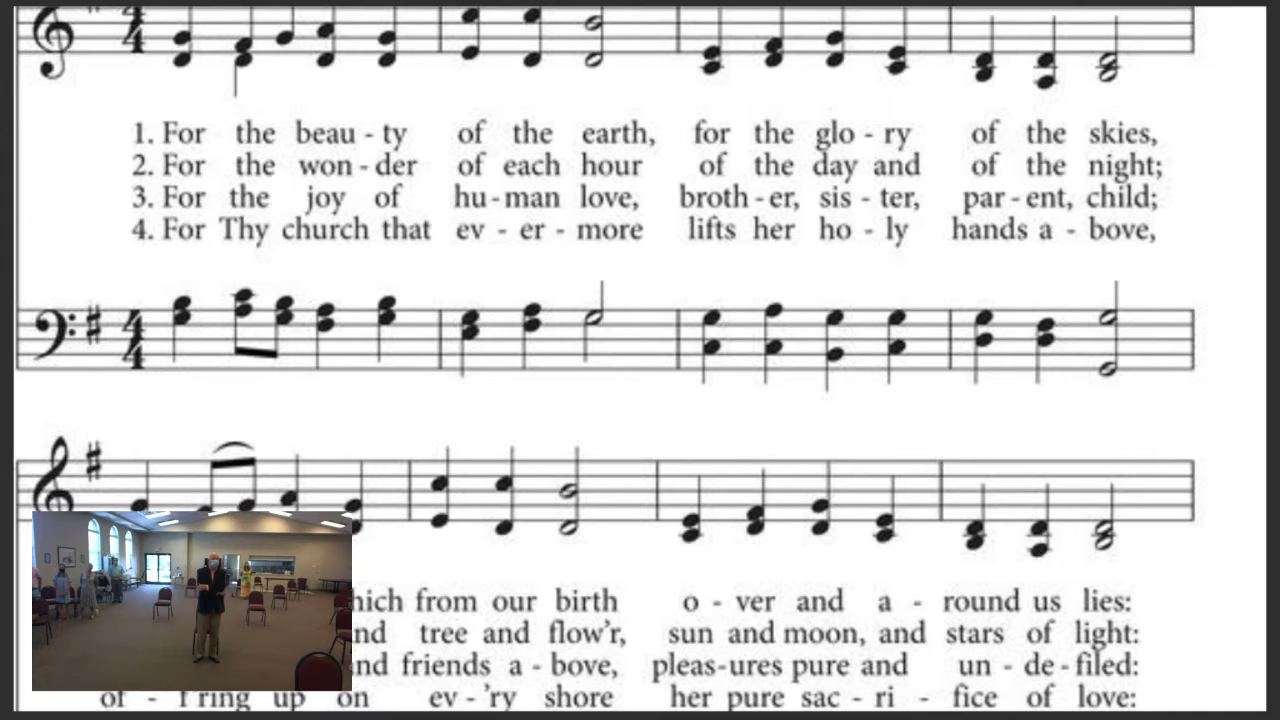 4
4
1. For the beau - ty of the earth, for the glo - ry of the skies,
2. For the won - der of each hour of the day and of the night;
3. For the joy of hu - man love, broth - er, sis - ter, par - ent, child;
4. For Thy church that ev - er - more lifts her ho - ly hands a - bove,
4
4
from our birth o - ver and a - round us lies:
tree and flow'r, sun and moon, and stars of light:
friends a - bove, pleas - ures pure and un - de - filed:
up on ev - 'ry shore her pure sac - ri - fice of love: